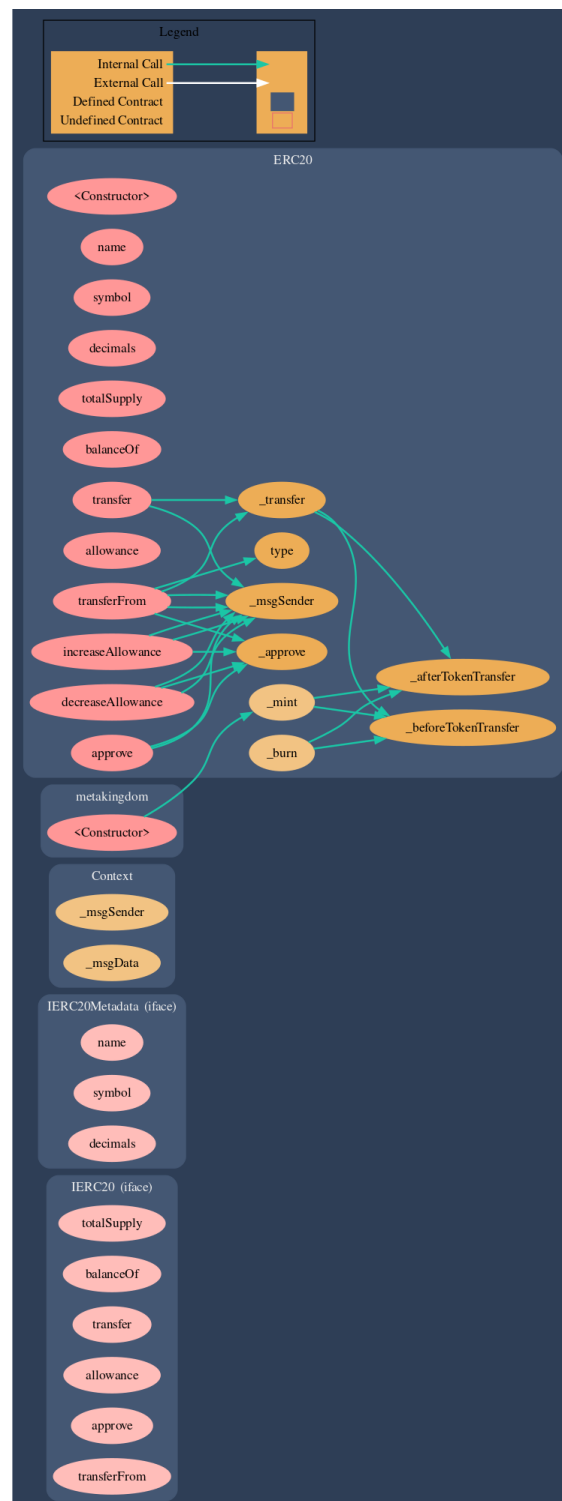 Legend
Internal Call
External Call
Defined Contract
Undefined Contract
ERC20
<Constructor>
name
symbol
decimals
totalSupply
balanceOf
transfer
_transfer
allowance
type
transferFrom
_msgSender
increaseAllowance
_approve
_afterTokenTransfer
decreaseAllowance
_mint
_beforeTokenTransfer
approve
_burn
metakingdom
<Constructor>
Context
_msgSender
_msgData
IERC20Metadata (iface)
name
symbol
decimals
IERC20 (iface)
totalSupply
balanceOf
transfer
allowance
approve
transferFrom